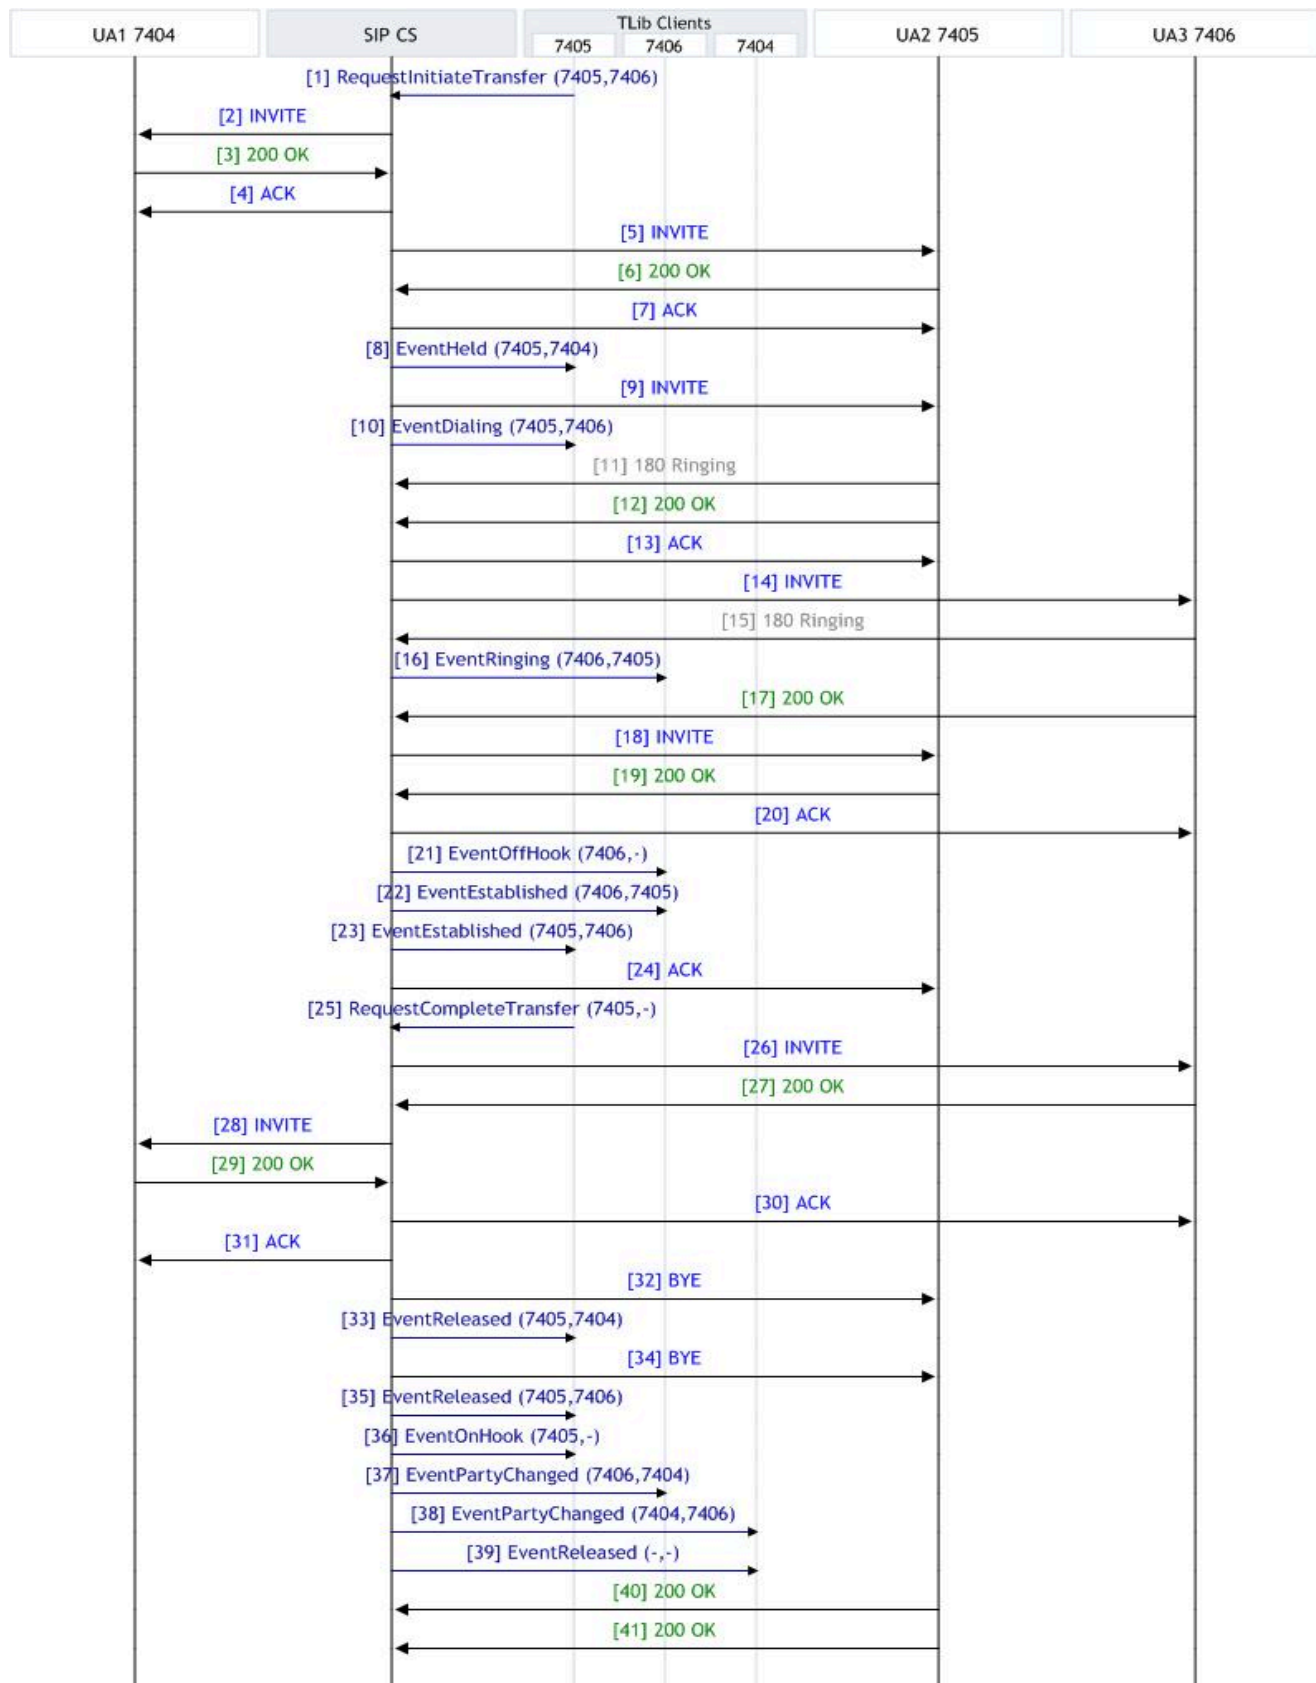 UA1 7404
SIP CS
TLib Clients
7405 7406 7404
UA2 7405
UA3 7406
[1] RequestInitiateTransfer (7405,7406)
[2] INVITE
[3] 200 OK
[4] ACK
[5] INVITE
[6] 200 OK
[7] ACK
[8] EventHeld (7405,7404)
[9] INVITE
[10] EventDialing (7405,7406)
[11] 180 Ringing
[12] 200 OK
[13] ACK
[14] INVITE
[15] 180 Ringing
[16] EventRinging (7406,7405)
[17] 200 OK
[18] INVITE
[19] 200 OK
[20] ACK
[21] EventOffHook (7406,-)
[22] EventEstablished (7406,7405)
[23] EventEstablished (7405,7406)
[24] ACK
[25] RequestCompleteTransfer (7405,-)
[26] INVITE
[27] 200 OK
[28] INVITE
[29] 200 OK
[30] ACK
[31] ACK
[32] BYE
[33] EventReleased (7405,7404)
[34] BYE
[35] EventReleased (7405,7406)
[36] EventOnHook (7405,-)
[37] EventPartyChanged (7406,7404)
[38] EventPartyChanged (7404,7406)
[39] EventReleased (-,-)
[40] 200 OK
[41] 200 OK